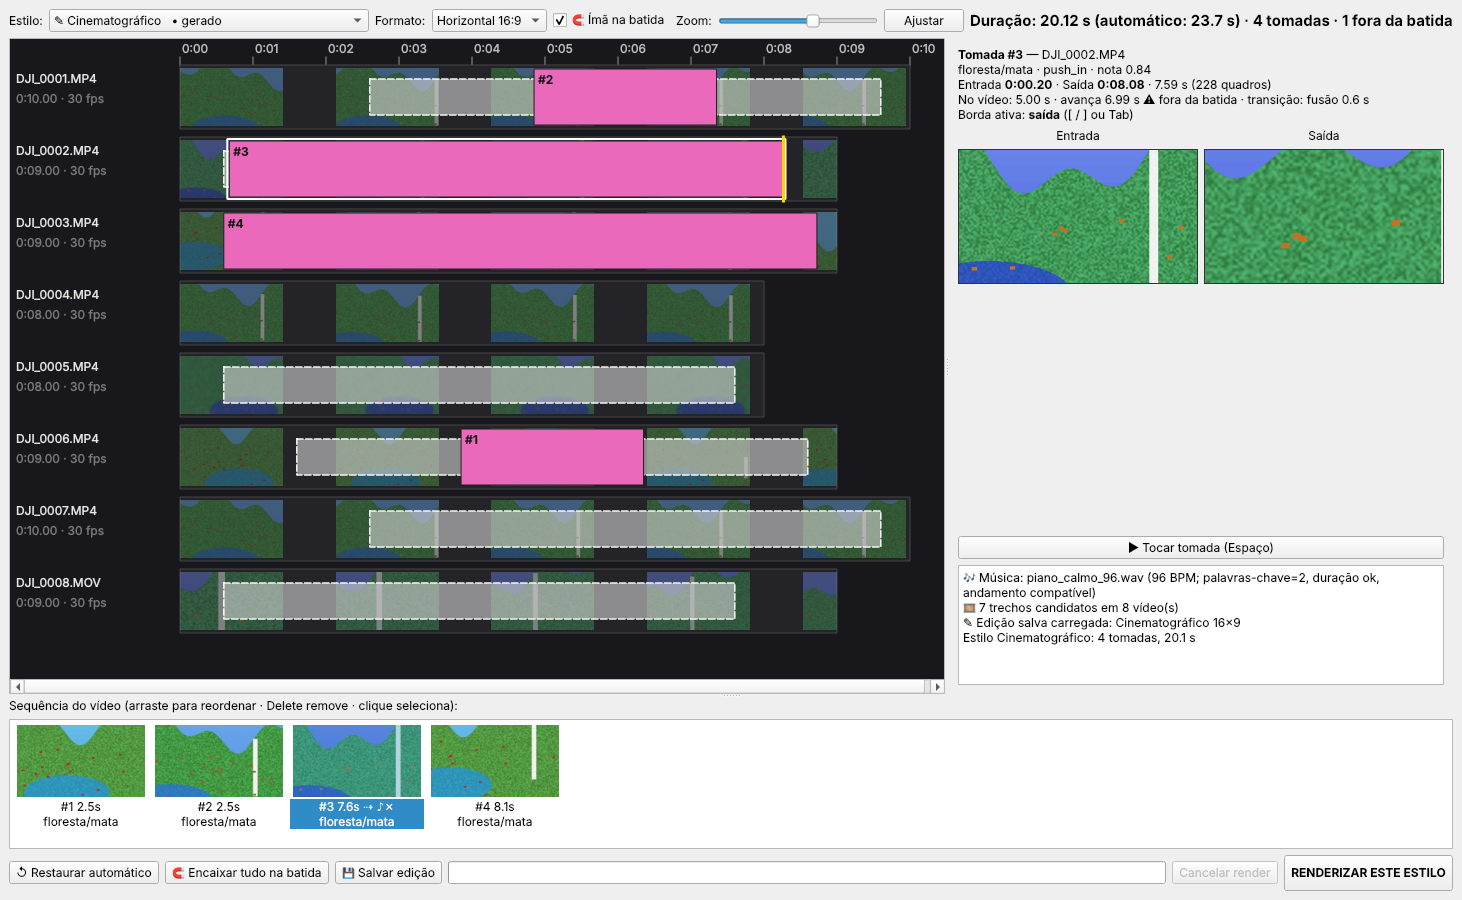 Estilo: ✎ Cinematográfico • gerado Formato: Horizontal 16:9 🧲 Ímã na batida Zoom: Ajustar Duração: 20.12 s (automático: 23.7 s) · 4 tomadas · 1 fora da batida
0:00 0:01 0:02 0:03 0:04 0:05 0:06 0:07 0:08 0:09 0:10
DJI_0001.MP4
0:10.00 · 30 fps
#2
DJI_0002.MP4
0:09.00 · 30 fps
#3
DJI_0003.MP4
0:09.00 · 30 fps
#4
DJI_0004.MP4
0:08.00 · 30 fps
DJI_0005.MP4
0:08.00 · 30 fps
DJI_0006.MP4
0:09.00 · 30 fps
#1
DJI_0007.MP4
0:10.00 · 30 fps
DJI_0008.MOV
0:09.00 · 30 fps
Tomada #3 — DJI_0002.MP4
floresta/mata · push_in · nota 0.84
Entrada 0:00.20 · Saída 0:08.08 · 7.59 s (228 quadros)
No vídeo: 5.00 s · avança 6.99 s ⚠ fora da batida · transição: fusão 0.6 s
Borda ativa: saída ([ / ] ou Tab)
Entrada Saída
▶ Tocar tomada (Espaço)
🎶 Música: piano_calmo_96.wav (96 BPM; palavras-chave=2, duração ok,
andamento compatível)
🎞 7 trechos candidatos em 8 vídeo(s)
✎ Edição salva carregada: Cinematográfico 16×9
Estilo Cinematográfico: 4 tomadas, 20.1 s
Sequência do vídeo (arraste para reordenar · Delete remove · clique seleciona):
#1 2.5s
floresta/mata
#2 2.5s
floresta/mata
#3 7.6s ⇢ ♪×
floresta/mata
#4 8.1s
floresta/mata
↺ Restaurar automático 🧲 Encaixar tudo na batida 💾 Salvar edição Cancelar render RENDERIZAR ESTE ESTILO